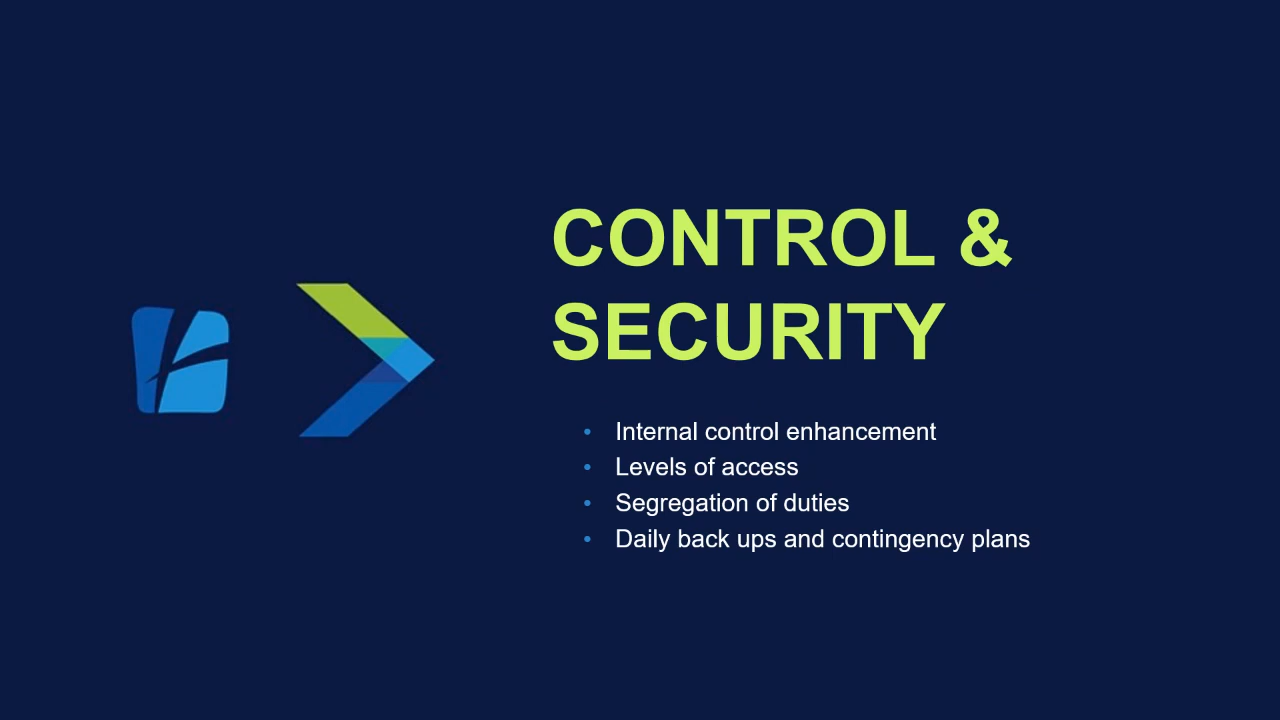 CONTROL &
SECURITY
• Internal control enhancement
• Levels of access
• Segregation of duties
• Daily back ups and contingency plans